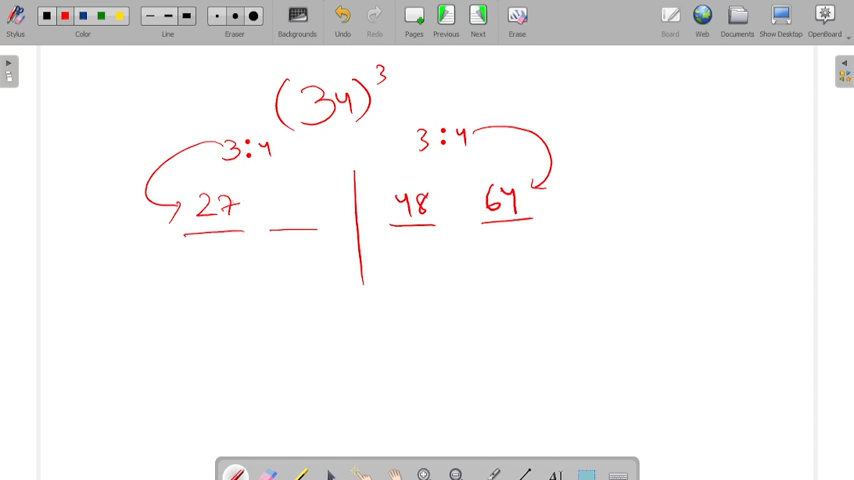 Stylus Color Line Eraser Backgrounds Undo Redo Pages Previous Next Erase Board Web Documents Show Desktop OpenBoard
(34)³
3:4 3:4
27 __ | 48 64